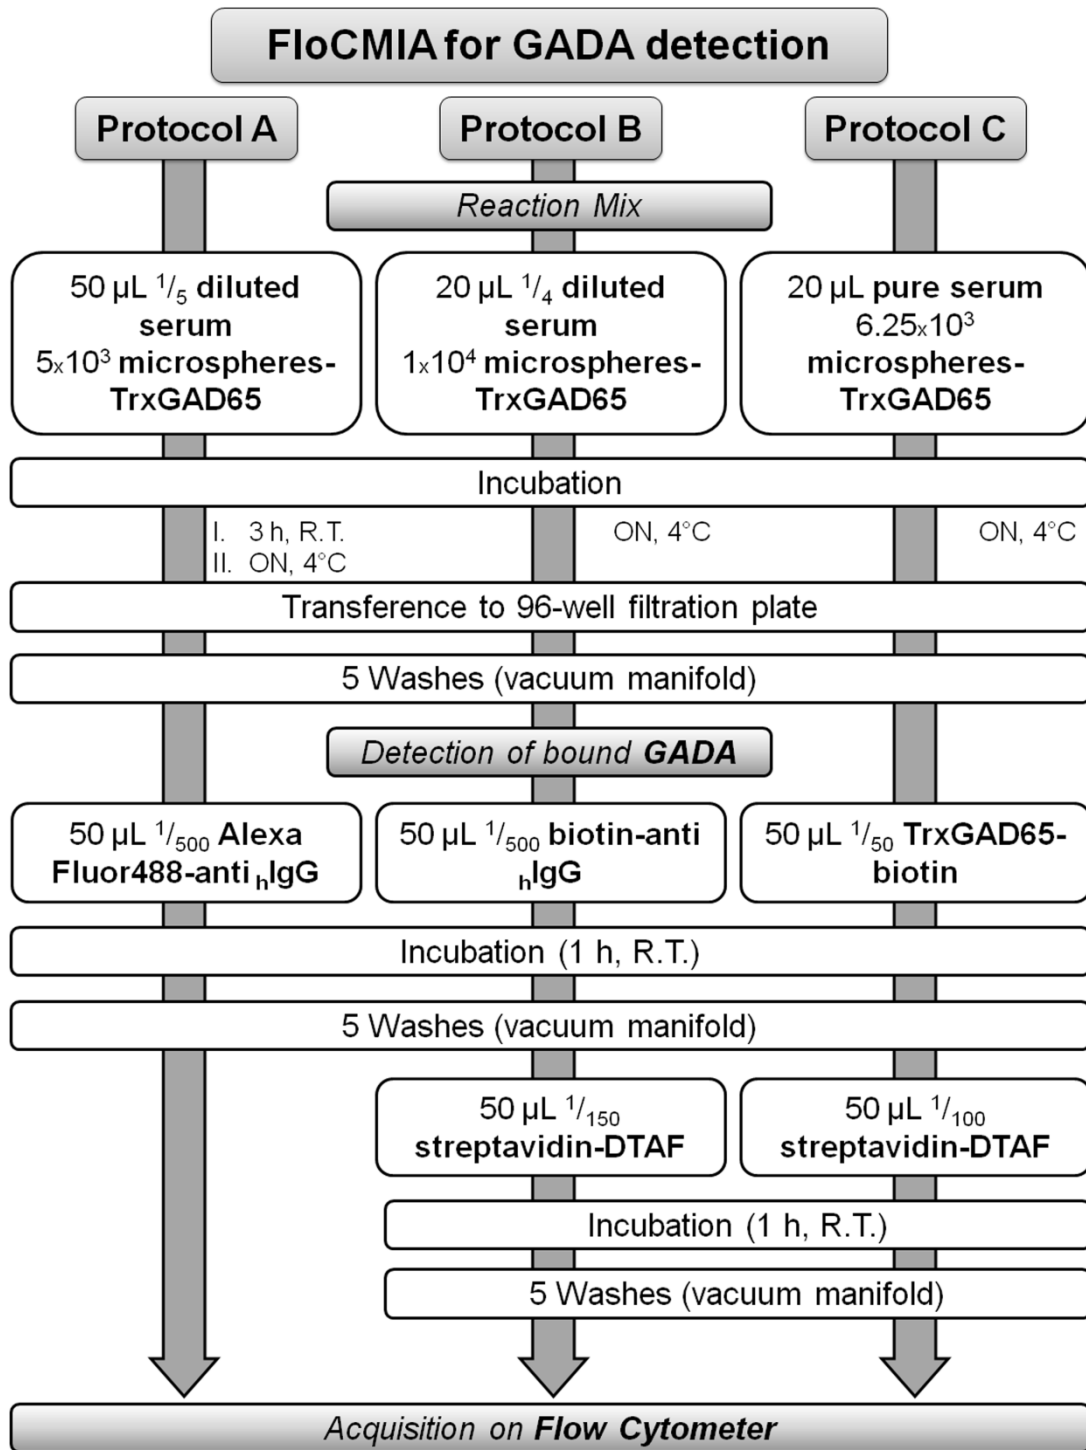 FloCMIA for GADA detection
Protocol A
Protocol B
Protocol C
Reaction Mix
50 µL 1/5 diluted
serum
5x10³ microspheres-
TrxGAD65
20 µL 1/4 diluted
serum
1x10⁴ microspheres-
TrxGAD65
20 µL pure serum
6.25x10³
microspheres-
TrxGAD65
Incubation
I. 3 h, R.T.
II. ON, 4°C
ON, 4°C
ON, 4°C
Transference to 96-well filtration plate
5 Washes (vacuum manifold)
Detection of bound GADA
50 µL 1/500 Alexa
Fluor488-anti hIgG
50 µL 1/500 biotin-anti
hIgG
50 µL 1/50 TrxGAD65-
biotin
Incubation (1 h, R.T.)
5 Washes (vacuum manifold)
50 µL 1/150
streptavidin-DTAF
50 µL 1/100
streptavidin-DTAF
Incubation (1 h, R.T.)
5 Washes (vacuum manifold)
Acquisition on Flow Cytometer